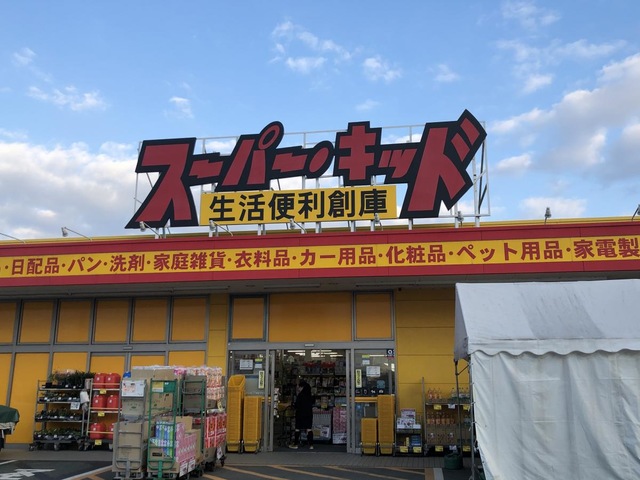 スーパー・キッド
生活便利創庫
・日配品・パン・洗剤・家庭雑貨・衣料品・カー用品・化粧品・ペット用品・家電製